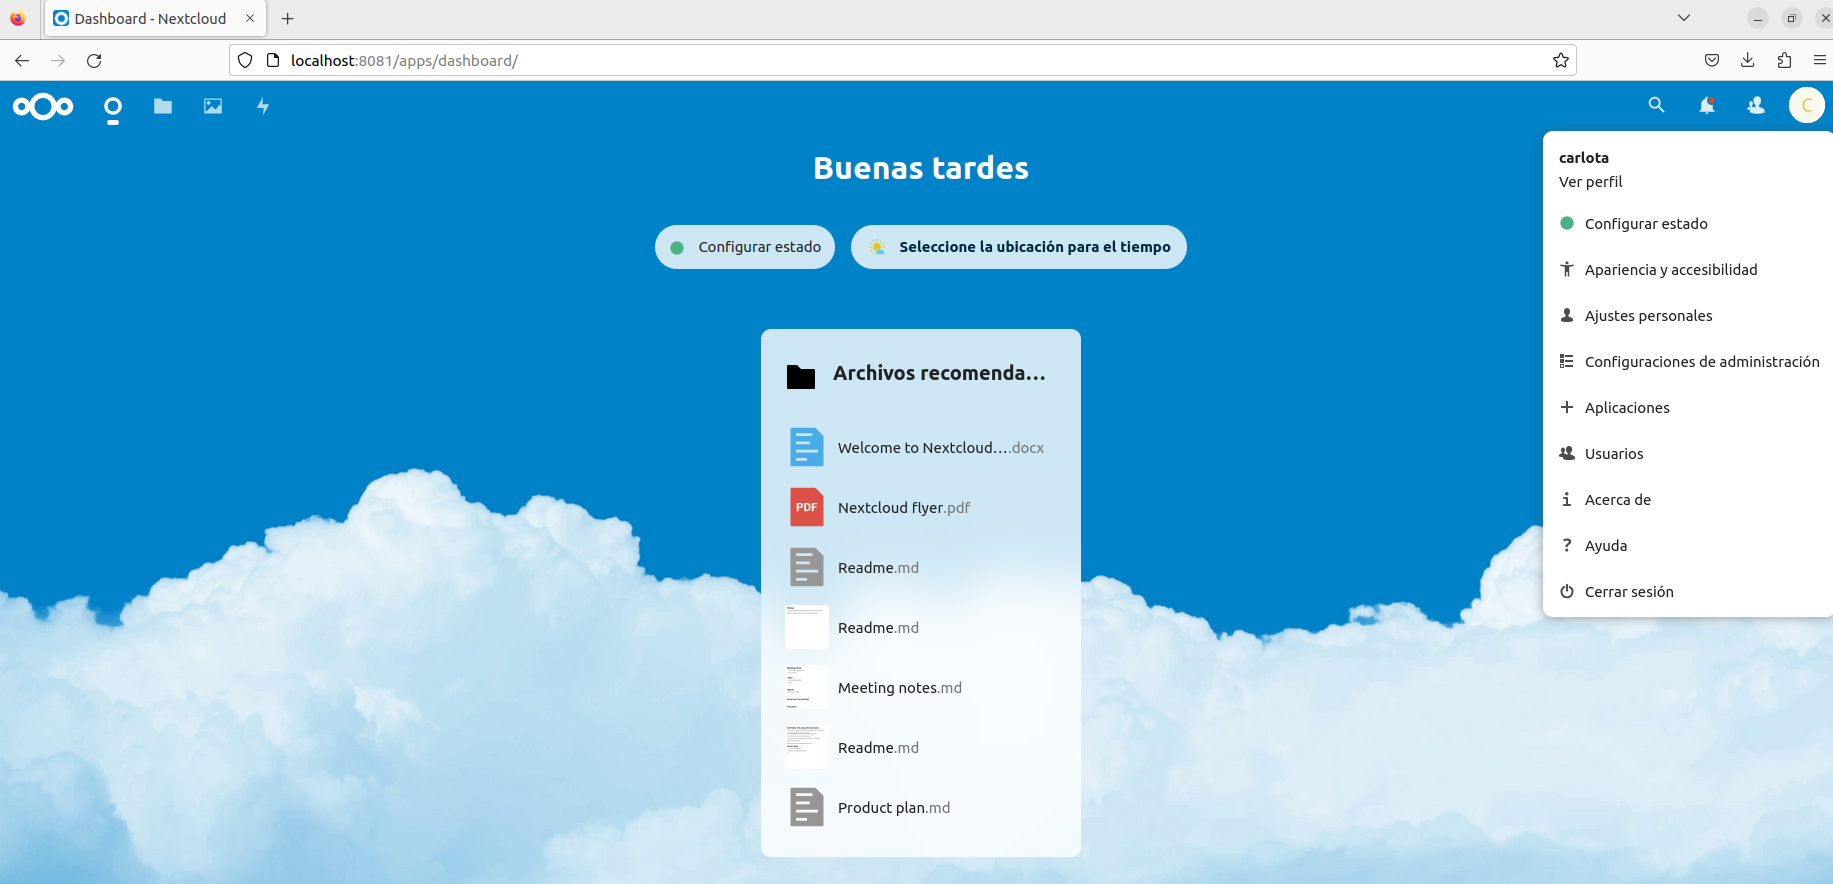 Dashboard - Nextcloud
localhost:8081/apps/dashboard/
C
Buenas tardes
Configurar estado
Seleccione la ubicación para el tiempo
Archivos recomenda...
Welcome to Nextcloud....docx
PDF
Nextcloud flyer.pdf
Readme.md
Readme.md
Meeting notes.md
Readme.md
Product plan.md
carlota
Ver perfil
Configurar estado
Apariencia y accesibilidad
Ajustes personales
Configuraciones de administración
Aplicaciones
Usuarios
Acerca de
Ayuda
Cerrar sesión